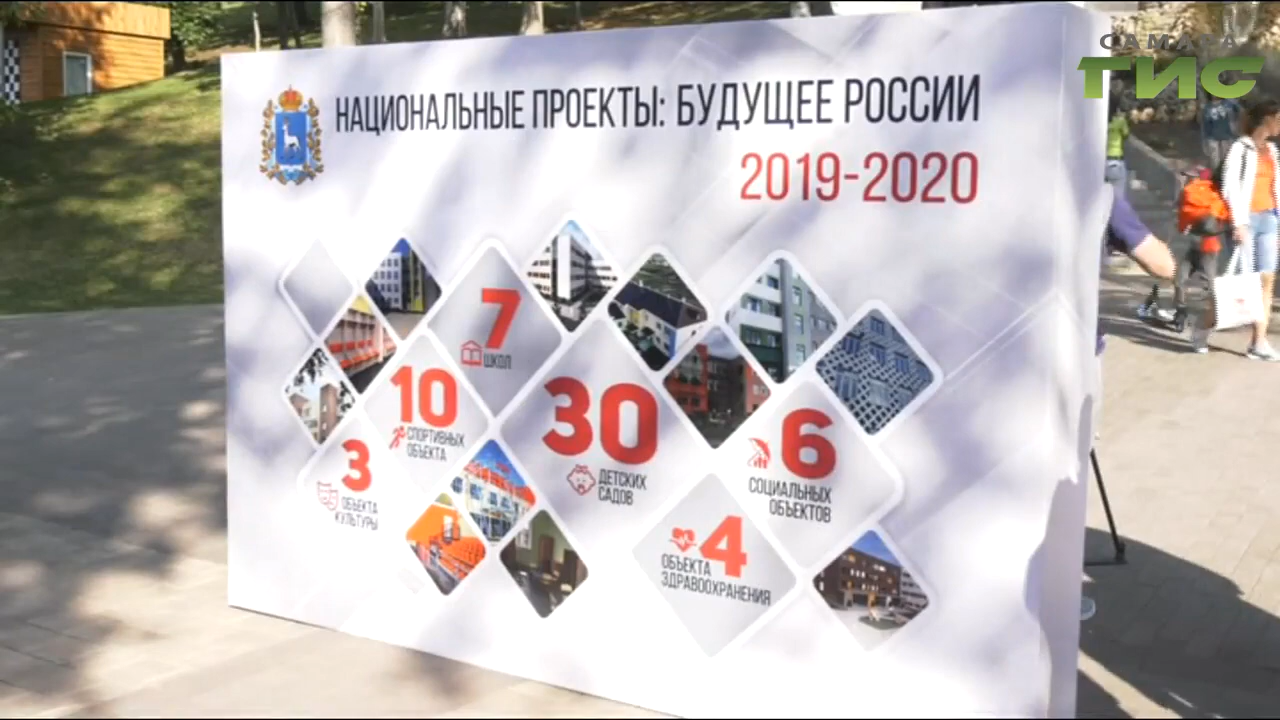 САМАРА
ГИС
НАЦИОНАЛЬНЫЕ ПРОЕКТЫ: БУДУЩЕЕ РОССИИ
2019-2020
7
ШКОЛ
10
СПОРТИВНЫХ
ОБЪЕКТА
3
ОБЪЕКТА
КУЛЬТУРЫ
30
ДЕТСКИХ
САДОВ
6
СОЦИАЛЬНЫХ
ОБЪЕКТОВ
4
ОБЪЕКТА
ЗДРАВООХРАНЕНИЯ